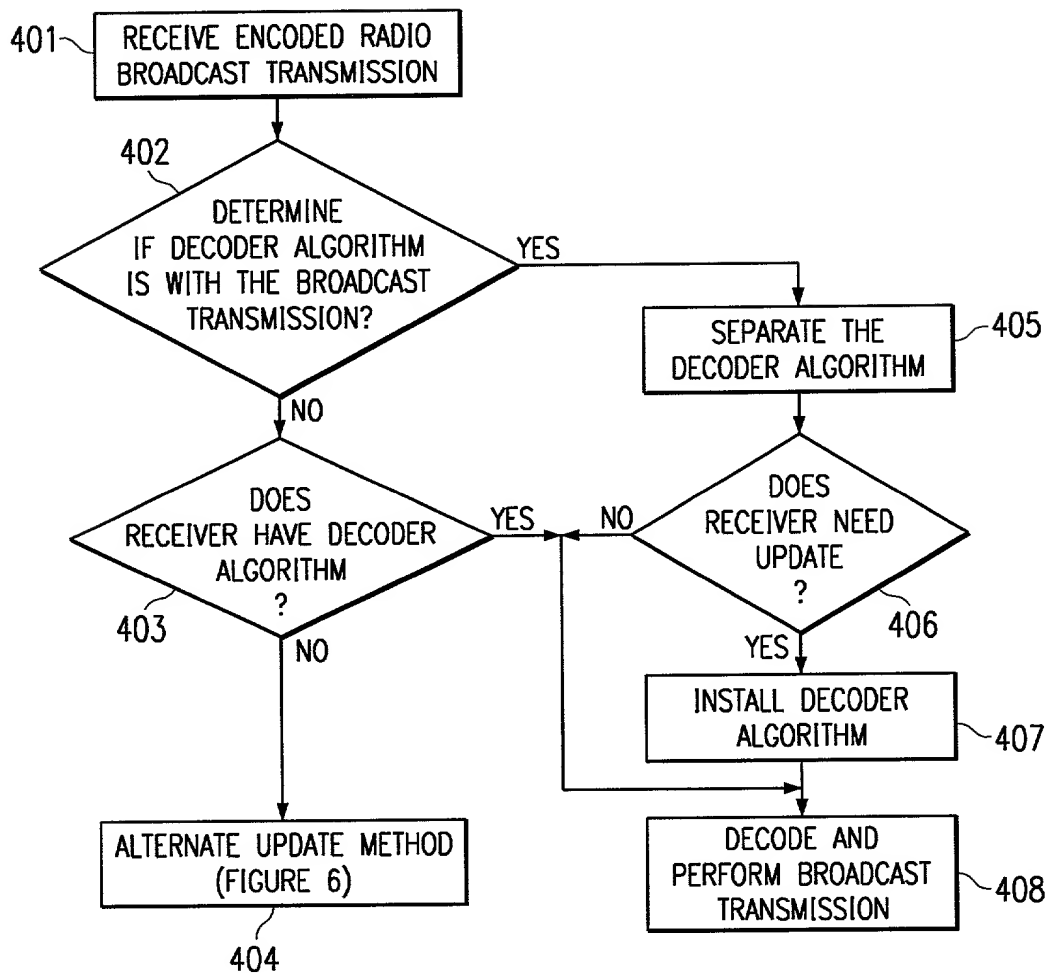 401
RECEIVE ENCODED RADIO
BROADCAST TRANSMISSION
402
DETERMINE
IF DECODER ALGORITHM
IS WITH THE BROADCAST
TRANSMISSION?
YES
NO
SEPARATE THE
DECODER ALGORITHM
405
DOES
RECEIVER HAVE DECODER
ALGORITHM
?
403
YES
NO
NO
DOES
RECEIVER NEED
UPDATE
?
406
YES
INSTALL DECODER
ALGORITHM
407
ALTERNATE UPDATE METHOD
(FIGURE 6)
404
DECODE AND
PERFORM BROADCAST
TRANSMISSION
408